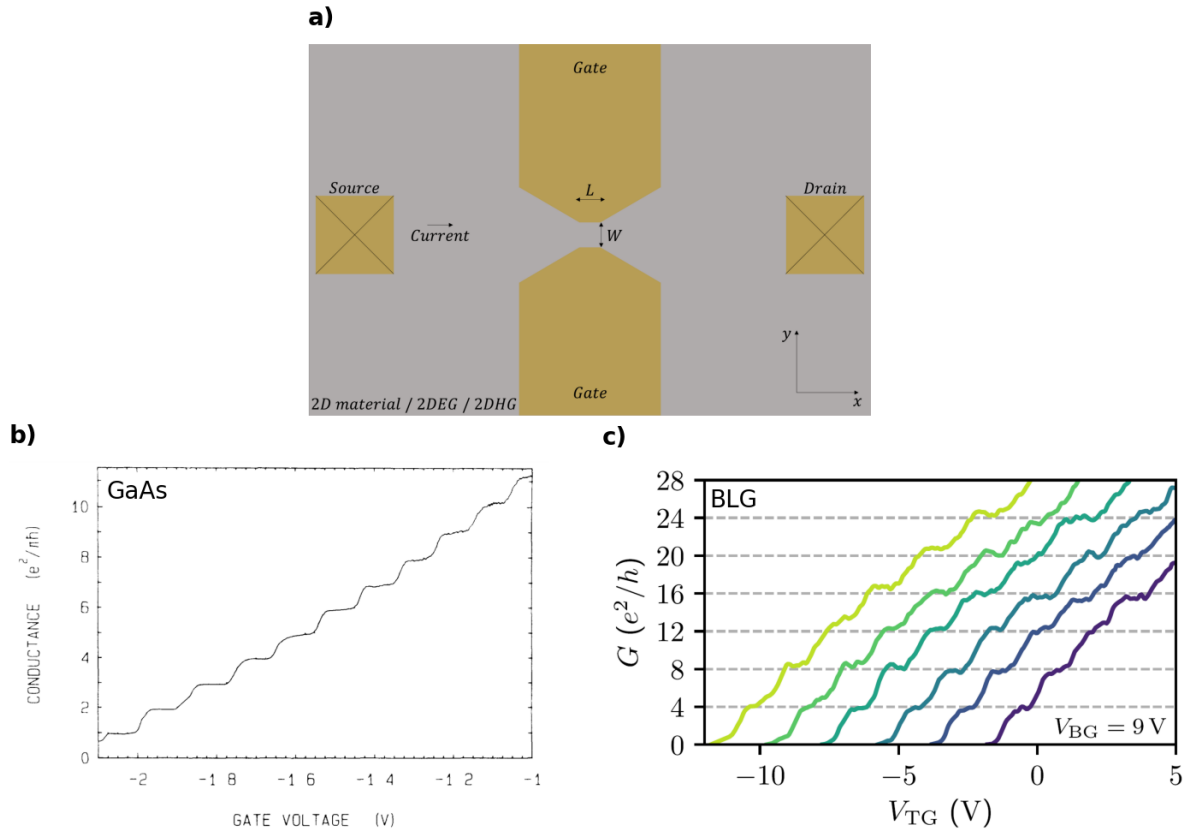 a)
Gate
L
Source
Drain
Current
W
y
Gate
2D material / 2DEG / 2DHG
x
b)
GaAs
10
8
6
4
2
0
CONDUCTANCE (e²/πħ)
-2 -1 8 -1 6 -1 4 -1 2 -1
GATE VOLTAGE (V)
c)
BLG
28
24
20
16
12
8
4
0
G (e²/h)
V_BG = 9 V
−10 −5 0 5
V_TG (V)